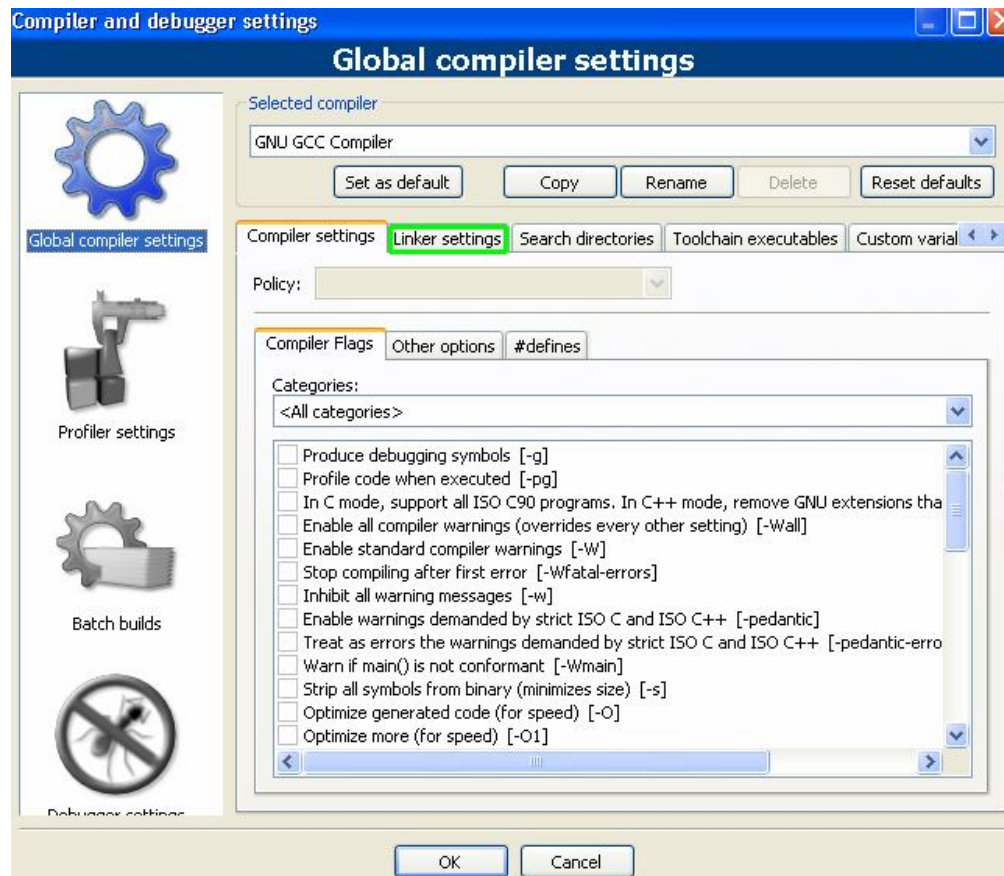 Compiler and debugger settings
Global compiler settings
Selected compiler
GNU GCC Compiler
Set as default Copy Rename Delete Reset defaults
Global compiler settings
Compiler settings Linker settings Search directories Toolchain executables Custom varial
Policy:
Compiler Flags Other options #defines
Categories:
<All categories>
Profiler settings
Produce debugging symbols [-g]
Profile code when executed [-pg]
In C mode, support all ISO C90 programs. In C++ mode, remove GNU extensions tha
Enable all compiler warnings (overrides every other setting) [-Wall]
Enable standard compiler warnings [-W]
Stop compiling after first error [-Wfatal-errors]
Inhibit all warning messages [-w]
Batch builds
Enable warnings demanded by strict ISO C and ISO C++ [-pedantic]
Treat as errors the warnings demanded by strict ISO C and ISO C++ [-pedantic-erro
Warn if main() is not conformant [-Wmain]
Strip all symbols from binary (minimizes size) [-s]
Optimize generated code (for speed) [-O]
Optimize more (for speed) [-O1]
Debugger settings
OK Cancel